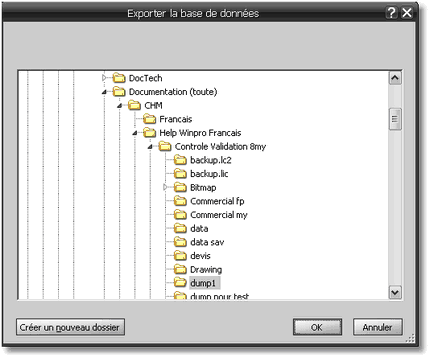 Exporter la base de données
DocTech
Documentation (toute)
CHM
Francais
Help Winpro Francais
Controle Validation 8my
backup.lc2
backup.lic
Bitmap
Commercial fp
Commercial my
data
data sav
devis
Drawing
dump1
dump pour test
Créer un nouveau dossier
OK
Annuler